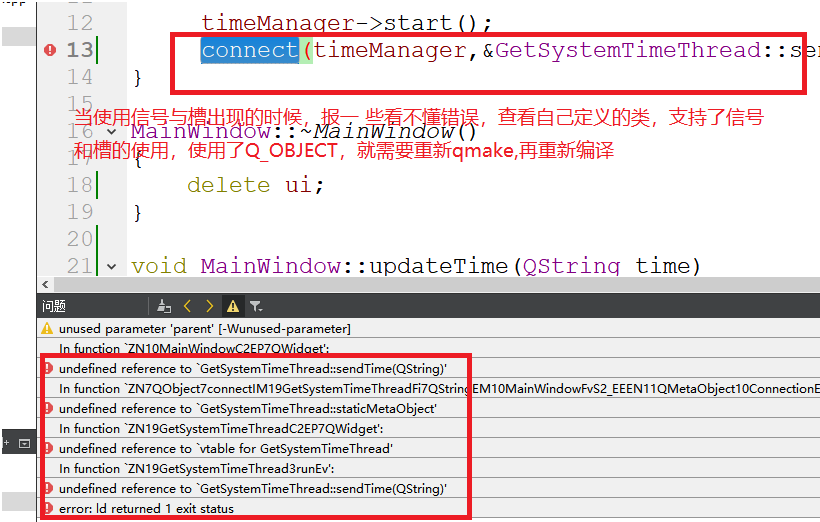 12 timeManager->start();
13 connect(timeManager,&GetSystemTimeThread::sen
14 }
15
当使用信号与槽出现的时候，报一 些看不懂错误，查看自己定义的类，支持了信号
16 MainWindow::~MainWindow()
和槽的使用，使用了Q_OBJECT，就需要重新qmake,再重新编译
17 {
18 delete ui;
19 }
20
21 void MainWindow::updateTime(QString time)
问题
unused parameter 'parent' [-Wunused-parameter]
In function `ZN10MainWindowC2EP7QWidget':
undefined reference to `GetSystemTimeThread::sendTime(QString)'
In function `ZN7QObject7connectIM19GetSystemTimeThreadFi7QStringEM10MainWindowFvS2_EEEN11QMetaObject10ConnectionE
undefined reference to `GetSystemTimeThread::staticMetaObject'
In function `ZN19GetSystemTimeThreadC2EP7QWidget':
undefined reference to `vtable for GetSystemTimeThread'
In function `ZN19GetSystemTimeThread3runEv':
undefined reference to `GetSystemTimeThread::sendTime(QString)'
error: ld returned 1 exit status